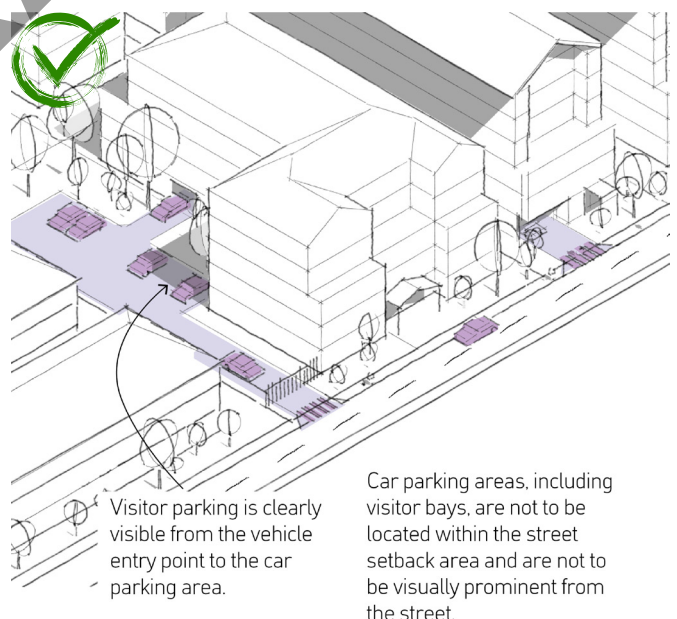 Visitor parking is clearly
visible from the vehicle
entry point to the car
parking area.
Car parking areas, including
visitor bays, are not to be
located within the street
setback area and are not to
be visually prominent from
the street.